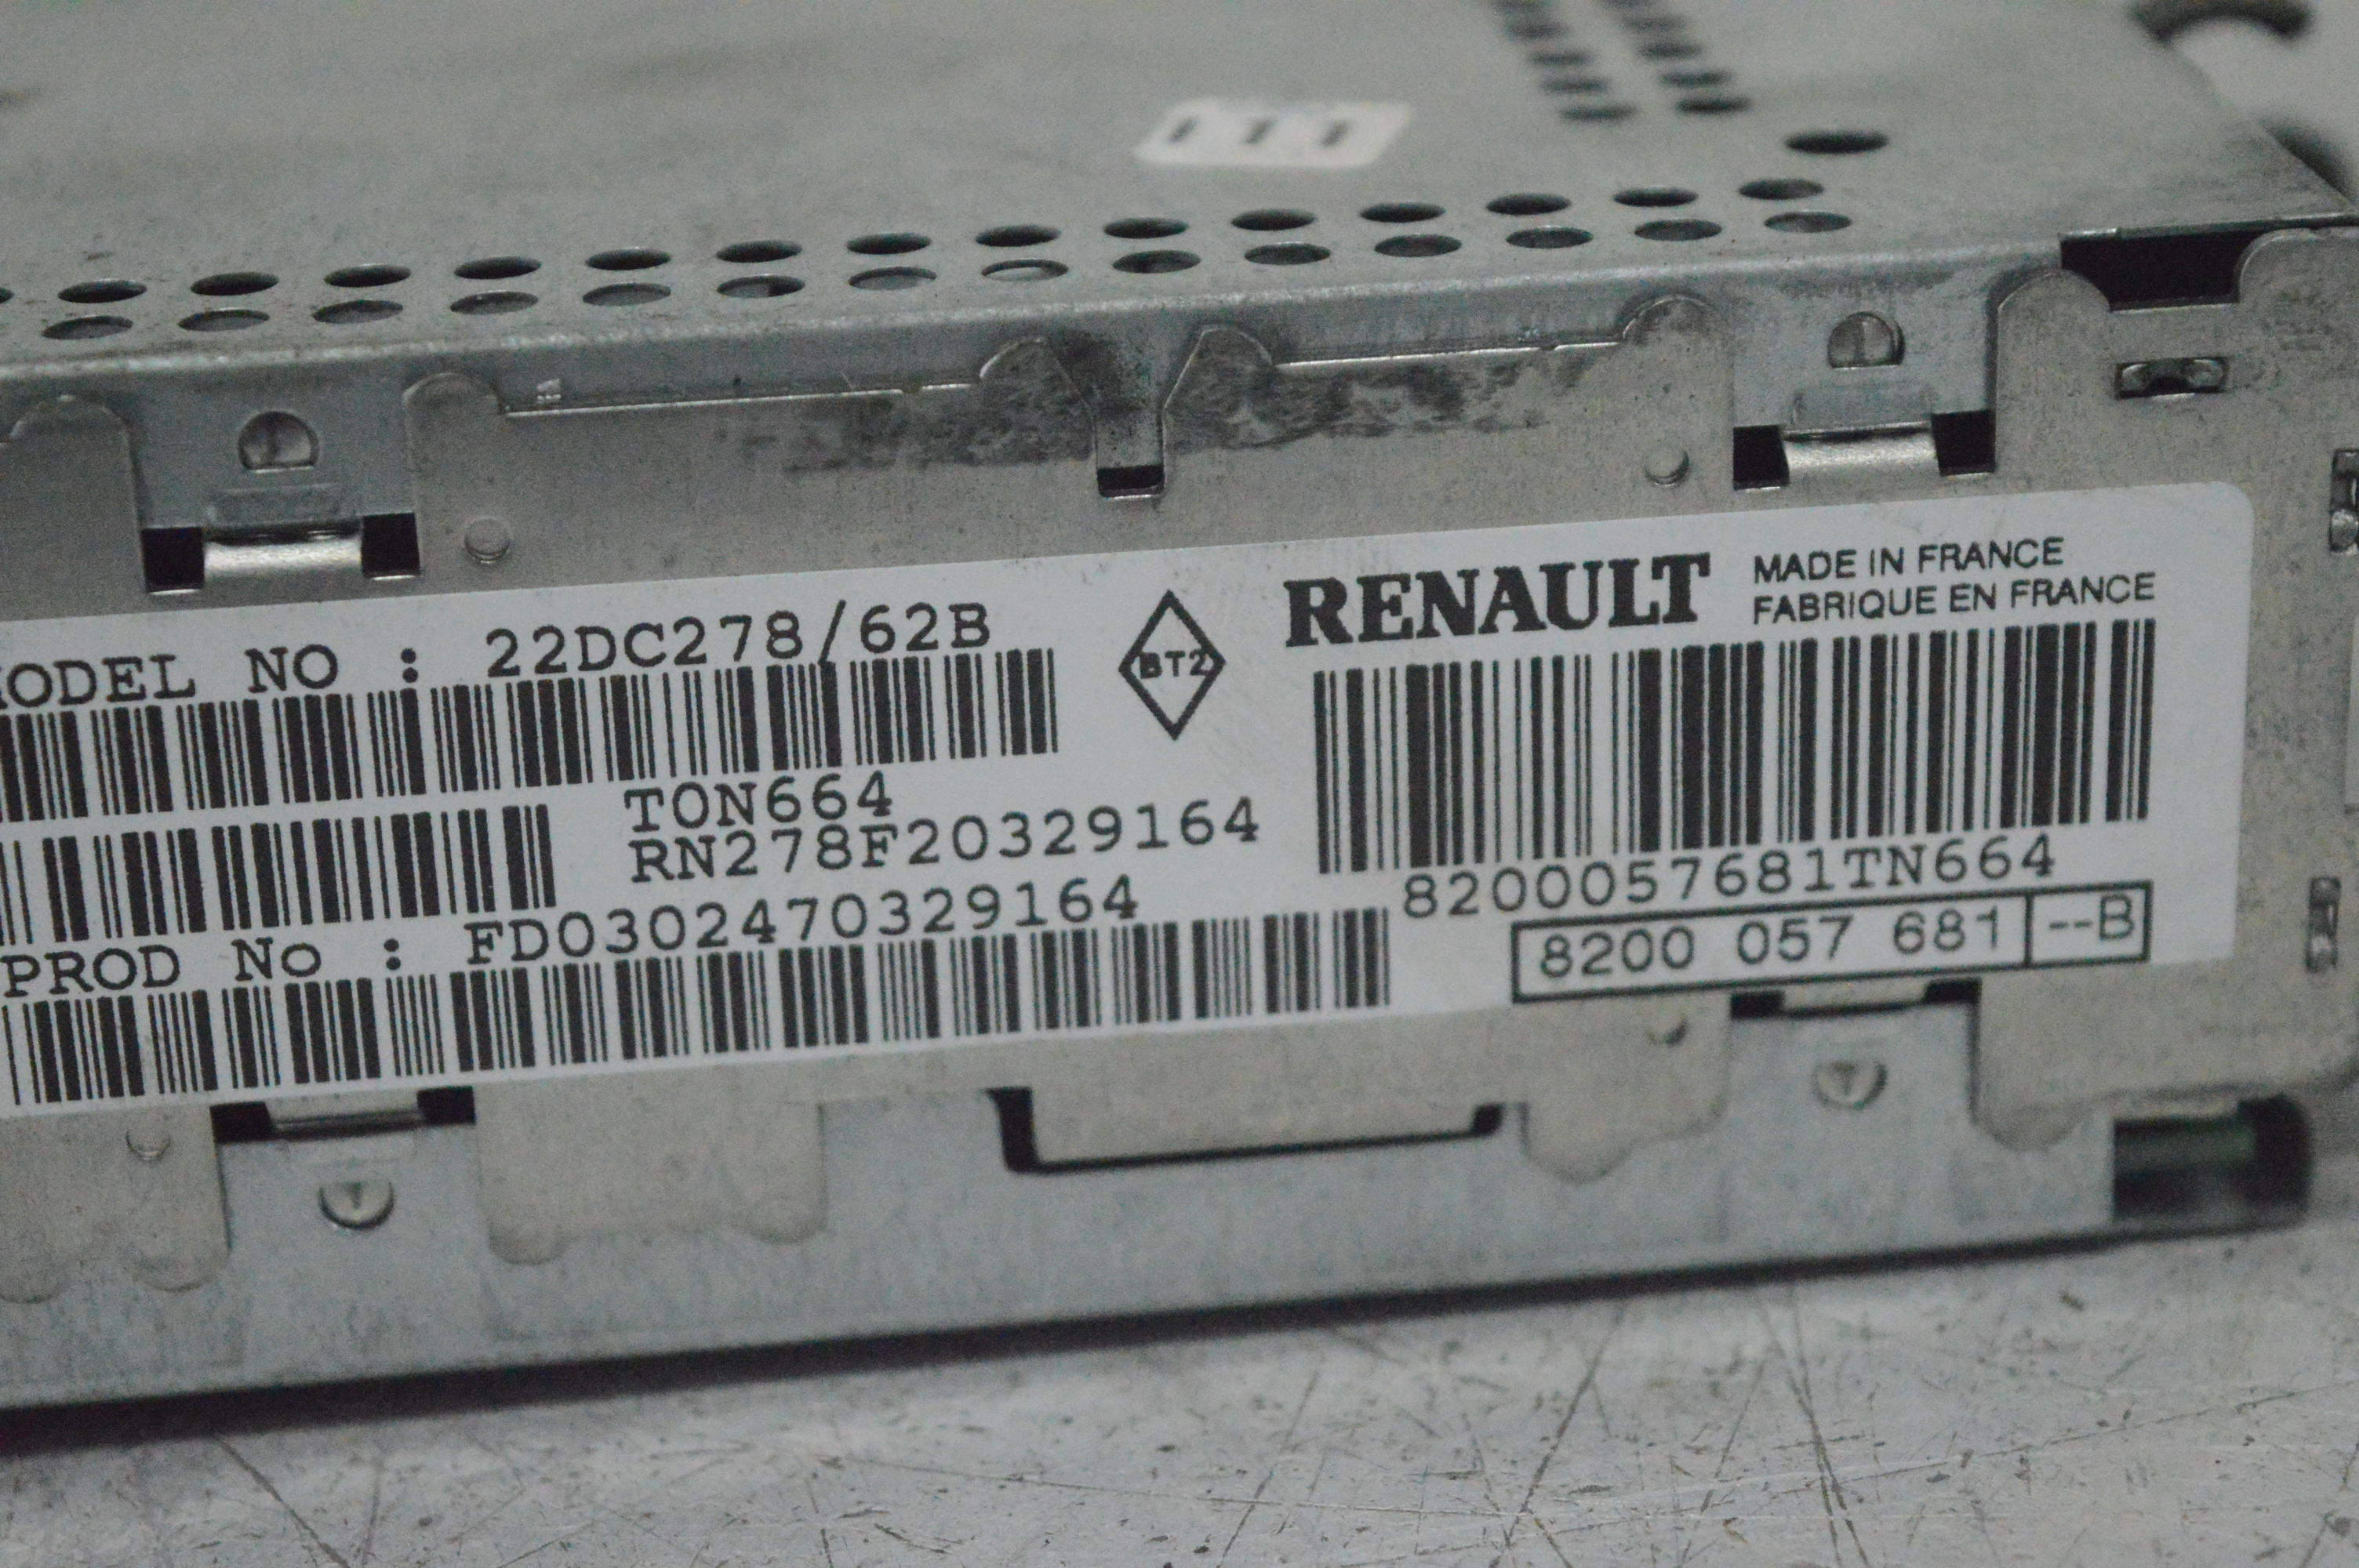 MODEL NO : 22DC278/62B
BT2
RENAULT
MADE IN FRANCE
FABRIQUE EN FRANCE
TON664
RN278F20329164
8200057681TN664
PROD No : FD0302470329164
8200 057 681 --B